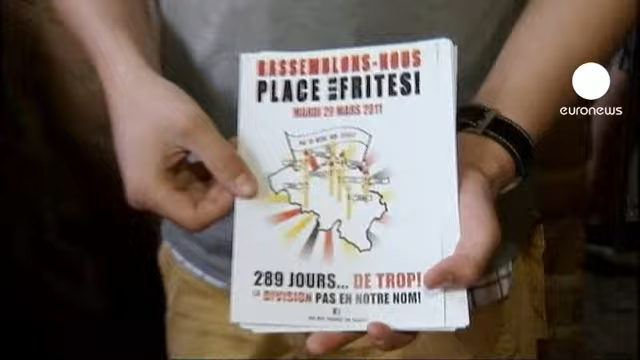 RASSEMBLONS-NOUS
PLACE DES FRITES!
MARDI 29 MARS 2011
289 JOURS... DE TROP!
LA DIVISION PAS EN NOTRE NOM!
euronews